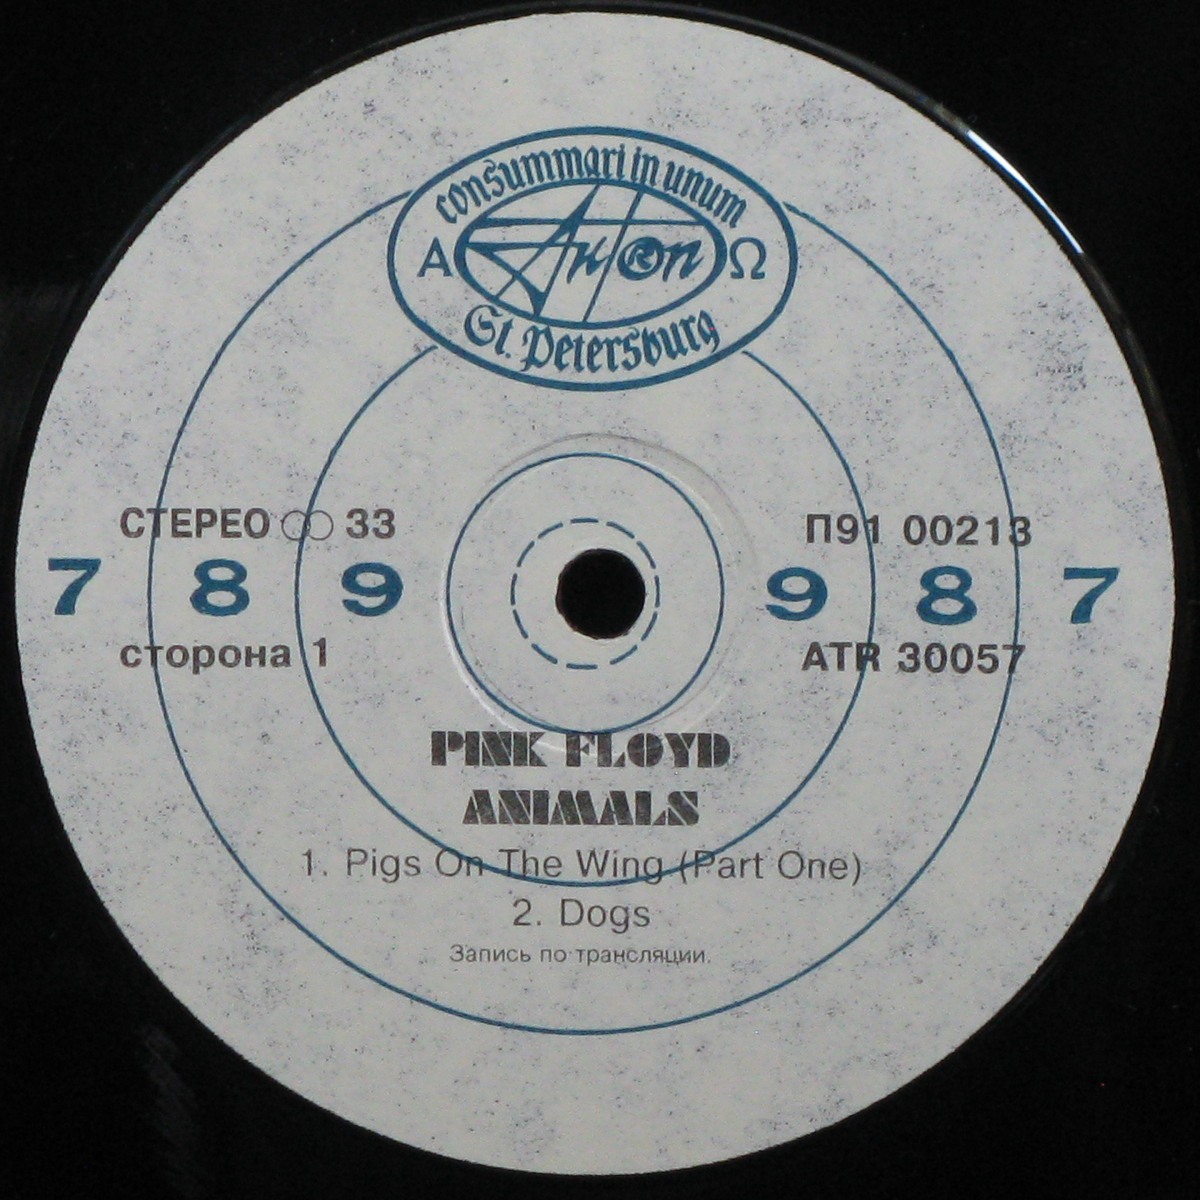 consummari in unum
Α Ω
St. Petersburg
СТЕРЕО 33
П91 00213
7 8 9
9 8 7
сторона 1
ATR 30057
PINK FLOYD
ANIMALS
1. Pigs On The Wing (Part One)
2. Dogs
Запись по трансляции.